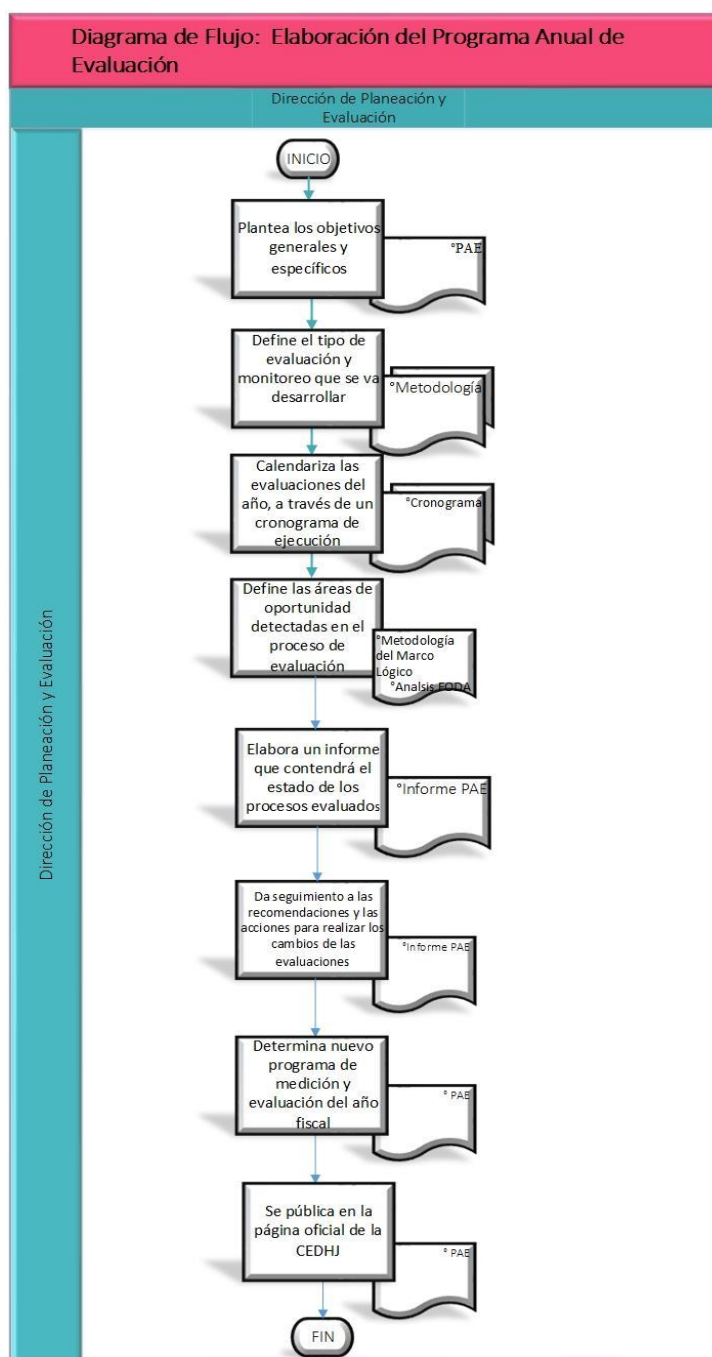 Diagrama de Flujo: Elaboración del Programa Anual de
Evaluación
Dirección de Planeación y
Evaluación
Dirección de Planeación y Evaluación
INICIO
Plantea los objetivos
generales y
específicos
°PAE
Define el tipo de
evaluación y
monitoreo que se va
desarrollar
°Metodología
Calendariza las
evaluaciones del
año, a través de un
cronograma de
ejecución
°Cronograma
Define las áreas de
oportunidad
detectadas en el
proceso de
evaluación
°Metodología
del Marco
Lógico
°Analsis FODA
Elabora un informe
que contendrá el
estado de los
procesos evaluados
°Informe PAE
Da seguimiento a las
recomendaciones y las
acciones para realizar los
cambios de las
evaluaciones
°Informe PAE
Determina nuevo
programa de
medición y
evaluación del año
fiscal
° PAE
Se pública en la
página oficial de la
CEDHJ
° PAE
FIN